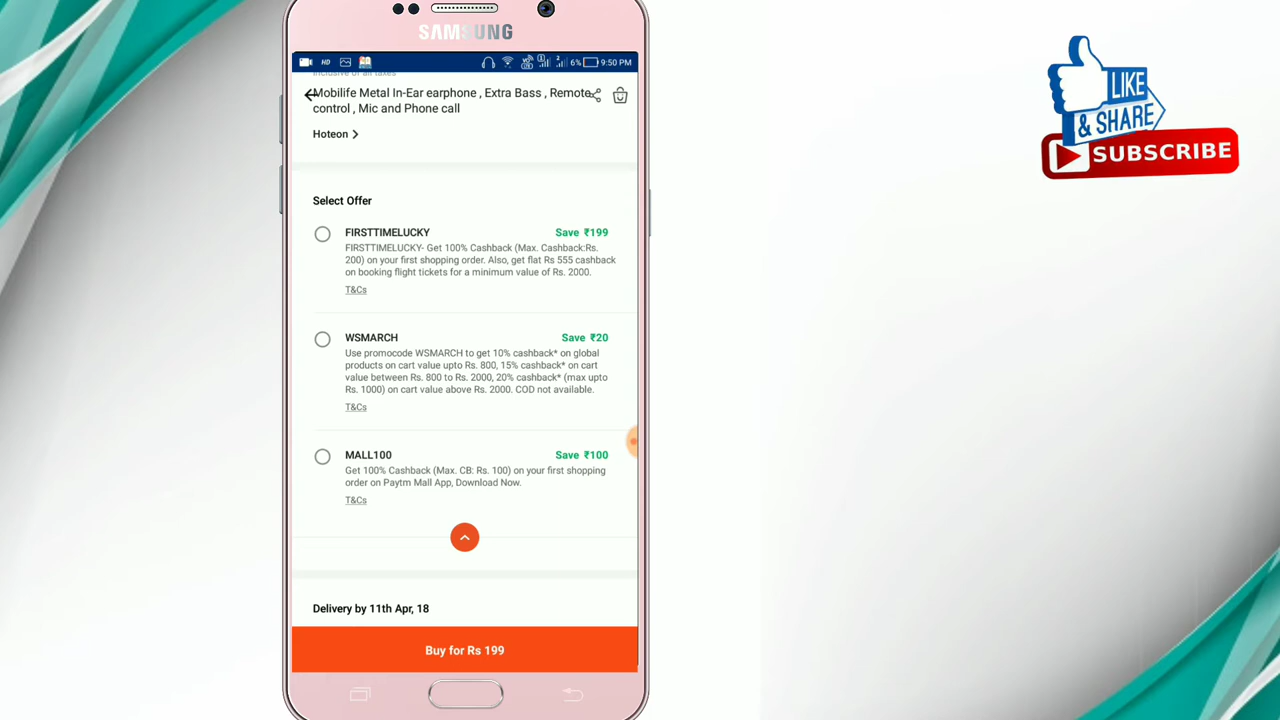 SAMSUNG
HD
6% 9:50 PM
inclusive of all taxes
Mobilife Metal In-Ear earphone , Extra Bass , Remote
control , Mic and Phone call
Hoteon
Select Offer
FIRSTTIMELUCKY Save ₹199
FIRSTTIMELUCKY- Get 100% Cashback (Max. Cashback:Rs.
200) on your first shopping order. Also, get flat Rs 555 cashback
on booking flight tickets for a minimum value of Rs. 2000.
T&Cs
WSMARCH Save ₹20
Use promocode WSMARCH to get 10% cashback* on global
products on cart value upto Rs. 800, 15% cashback* on cart
value between Rs. 800 to Rs. 2000, 20% cashback* (max upto
Rs. 1000) on cart value above Rs. 2000. COD not available.
T&Cs
MALL100 Save ₹100
Get 100% Cashback (Max. CB: Rs. 100) on your first shopping
order on Paytm Mall App, Download Now.
T&Cs
Delivery by 11th Apr, 18
Buy for Rs 199
LIKE
& SHARE
SUBSCRIBE